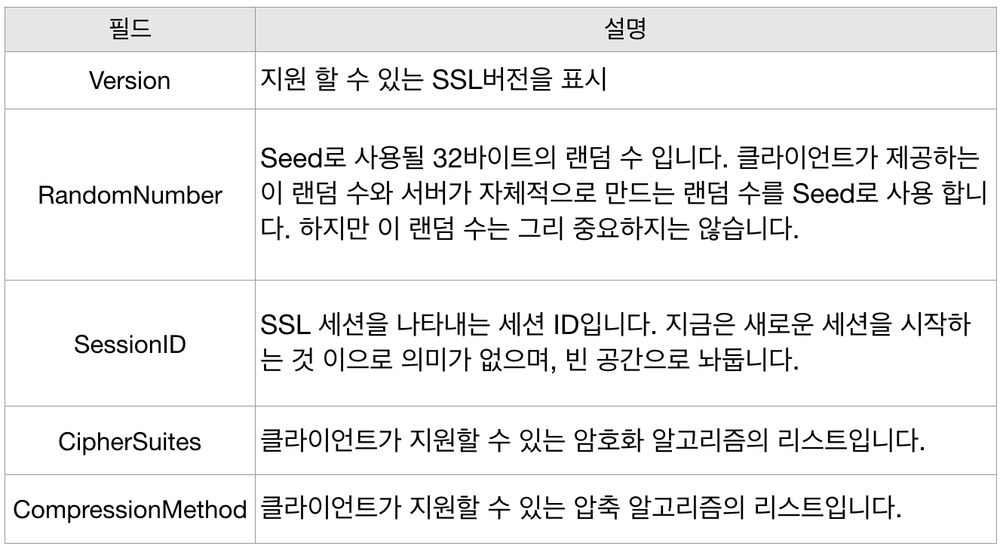 필드
설명
Version
지원 할 수 있는 SSL버전을 표시
RandomNumber
Seed로 사용될 32바이트의 랜덤 수 입니다. 클라이언트가 제공하는
이 랜덤 수와 서버가 자체적으로 만드는 랜덤 수를 Seed로 사용 합니
다. 하지만 이 랜덤 수는 그리 중요하지는 않습니다.
SessionID
SSL 세션을 나타내는 세션 ID입니다. 지금은 새로운 세션을 시작하
는 것 이으로 의미가 없으며, 빈 공간으로 놔둡니다.
CipherSuites
클라이언트가 지원할 수 있는 암호화 알고리즘의 리스트입니다.
CompressionMethod
클라이언트가 지원할 수 있는 압축 알고리즘의 리스트입니다.